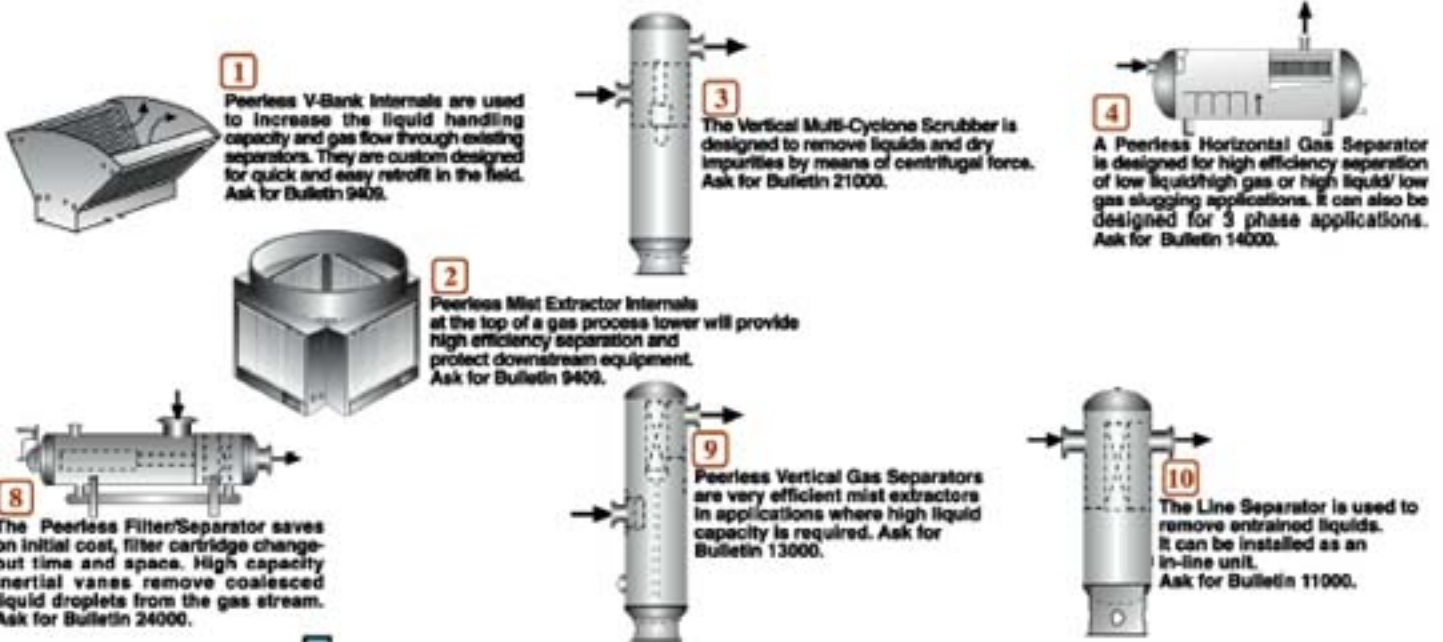 1
Peerless V-Bank Internals are used
to increase the liquid handling
capacity and gas flow through existing
separators. They are custom designed
for quick and easy retrofit in the field.
Ask for Bulletin 9409.
2
Peerless Mist Extractor Internals
at the top of a gas process tower will provide
high efficiency separation and
protect downstream equipment.
Ask for Bulletin 9409.
3
The Vertical Multi-Cyclone Scrubber is
designed to remove liquids and dry
impurities by means of centrifugal force.
Ask for Bulletin 21000.
4
A Peerless Horizontal Gas Separator
is designed for high efficiency separation
of low liquid/high gas or high liquid/ low
gas slugging applications. It can also be
designed for 3 phase applications.
Ask for Bulletin 14000.
8
The Peerless Filter/Separator saves
on initial cost, filter cartridge change-
out time and space. High capacity
inertial vanes remove coalesced
liquid droplets from the gas stream.
Ask for Bulletin 24000.
9
Peerless Vertical Gas Separators
are very efficient mist extractors
in applications where high liquid
capacity is required. Ask for
Bulletin 13000.
10
The Line Separator is used to
remove entrained liquids.
It can be installed as an
in-line unit.
Ask for Bulletin 11000.